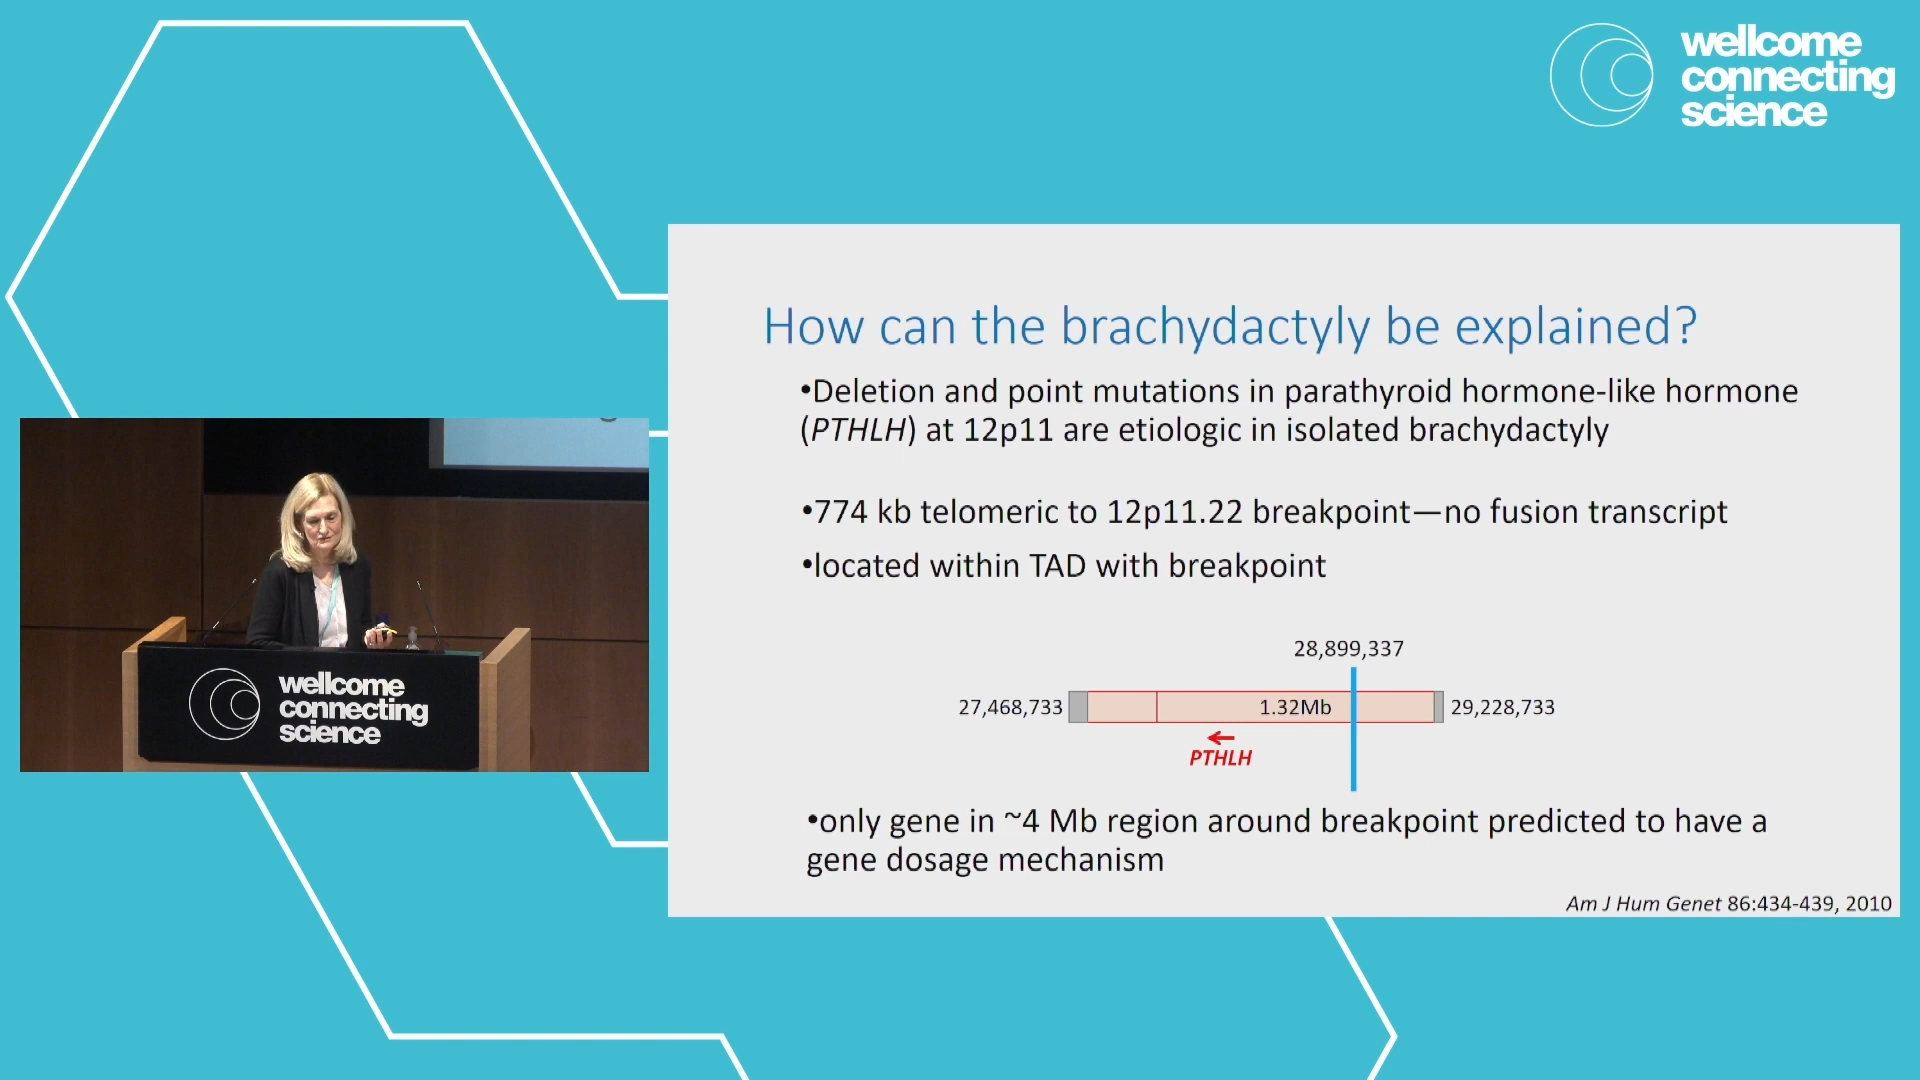 wellcome
connecting
science
How can the brachydactyly be explained?
•Deletion and point mutations in parathyroid hormone-like hormone
(PTHLH) at 12p11 are etiologic in isolated brachydactyly
•774 kb telomeric to 12p11.22 breakpoint—no fusion transcript
•located within TAD with breakpoint
28,899,337
27,468,733 1.32Mb 29,228,733
PTHLH
•only gene in ~4 Mb region around breakpoint predicted to have a
gene dosage mechanism
Am J Hum Genet 86:434-439, 2010
wellcome
connecting
science